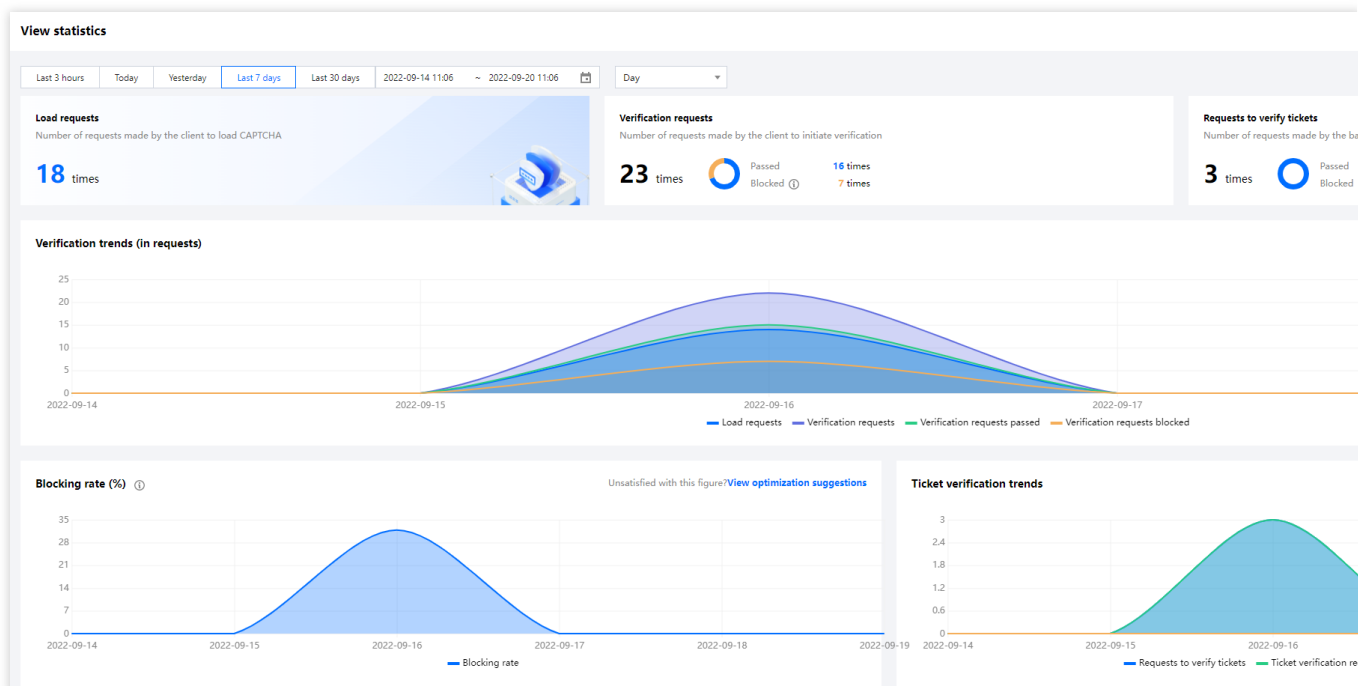 View statistics
Last 3 hours Today Yesterday Last 7 days Last 30 days 2022-09-14 11:06 ~ 2022-09-20 11:06 Day
Load requests
Number of requests made by the client to load CAPTCHA
18 times
Verification requests
Number of requests made by the client to initiate verification
23 times
Passed 16 times
Blocked 7 times
Requests to verify tickets
Number of requests made by the ba
3 times
Passed
Blocked
Verification trends (in requests)
25
20
15
10
5
0
2022-09-14 2022-09-15 2022-09-16 2022-09-17
Load requests Verification requests Verification requests passed Verification requests blocked
Blocking rate (%)
Unsatisfied with this figure?View optimization suggestions
35
28
21
14
7
0
2022-09-14 2022-09-15 2022-09-16 2022-09-17 2022-09-18 2022-09-19
Blocking rate
Ticket verification trends
3
2.4
1.8
1.2
0.6
0
2022-09-14 2022-09-15 2022-09-16
Requests to verify tickets Ticket verification re